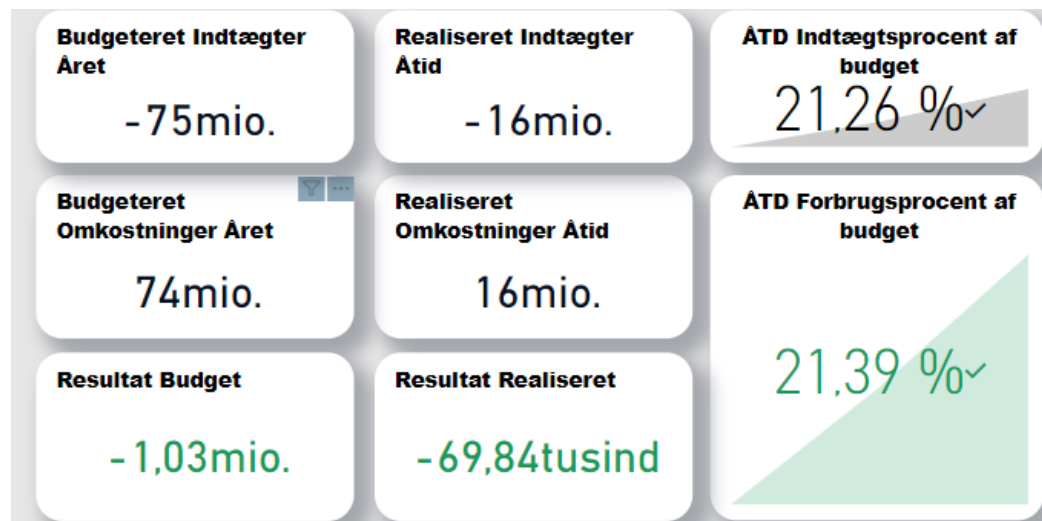 Budgeteret Indtægter
Året
-75mio.
Realiseret Indtægter
Åtid
-16mio.
ÅTD Indtægtsprocent af
budget
21,26 %
Budgeteret
Omkostninger Året
74mio.
Realiseret
Omkostninger Åtid
16mio.
ÅTD Forbrugsprocent af
budget
21,39 %
Resultat Budget
-1,03mio.
Resultat Realiseret
-69,84tusind